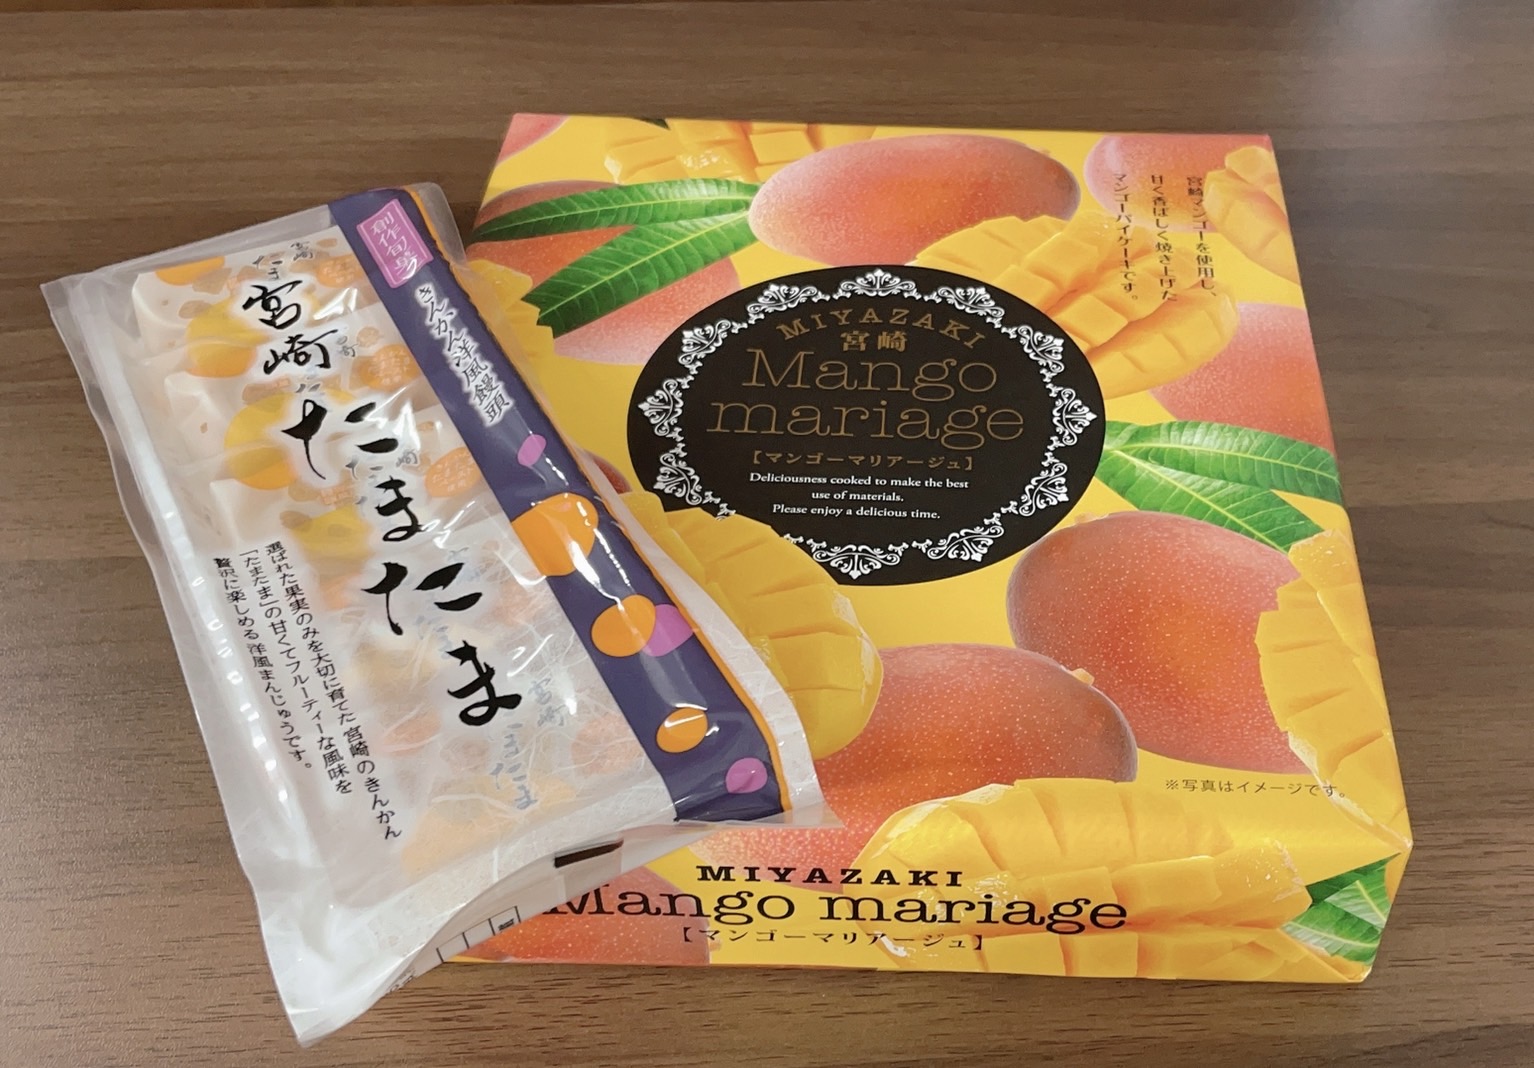 創作旬菓
きんかん洋風饅頭
宮崎
たまたま
選ばれた果実のみを大切に育てた宮崎のきんかん
「たまたま」の甘くてフルーティーな風味を
贅沢に楽しめる洋風まんじゅうです。
宮崎マンゴーを使用し、
甘く香ばしく焼き上げた
マンゴーパイケーキです。
MIYAZAKI
宮崎
Mango
mariage
【マンゴーマリアージュ】
Deliciousness cooked to make the best
use of materials.
Please enjoy a delicious time.
※写真はイメージです。
MIYAZAKI
Mango mariage
【マンゴーマリアージュ】